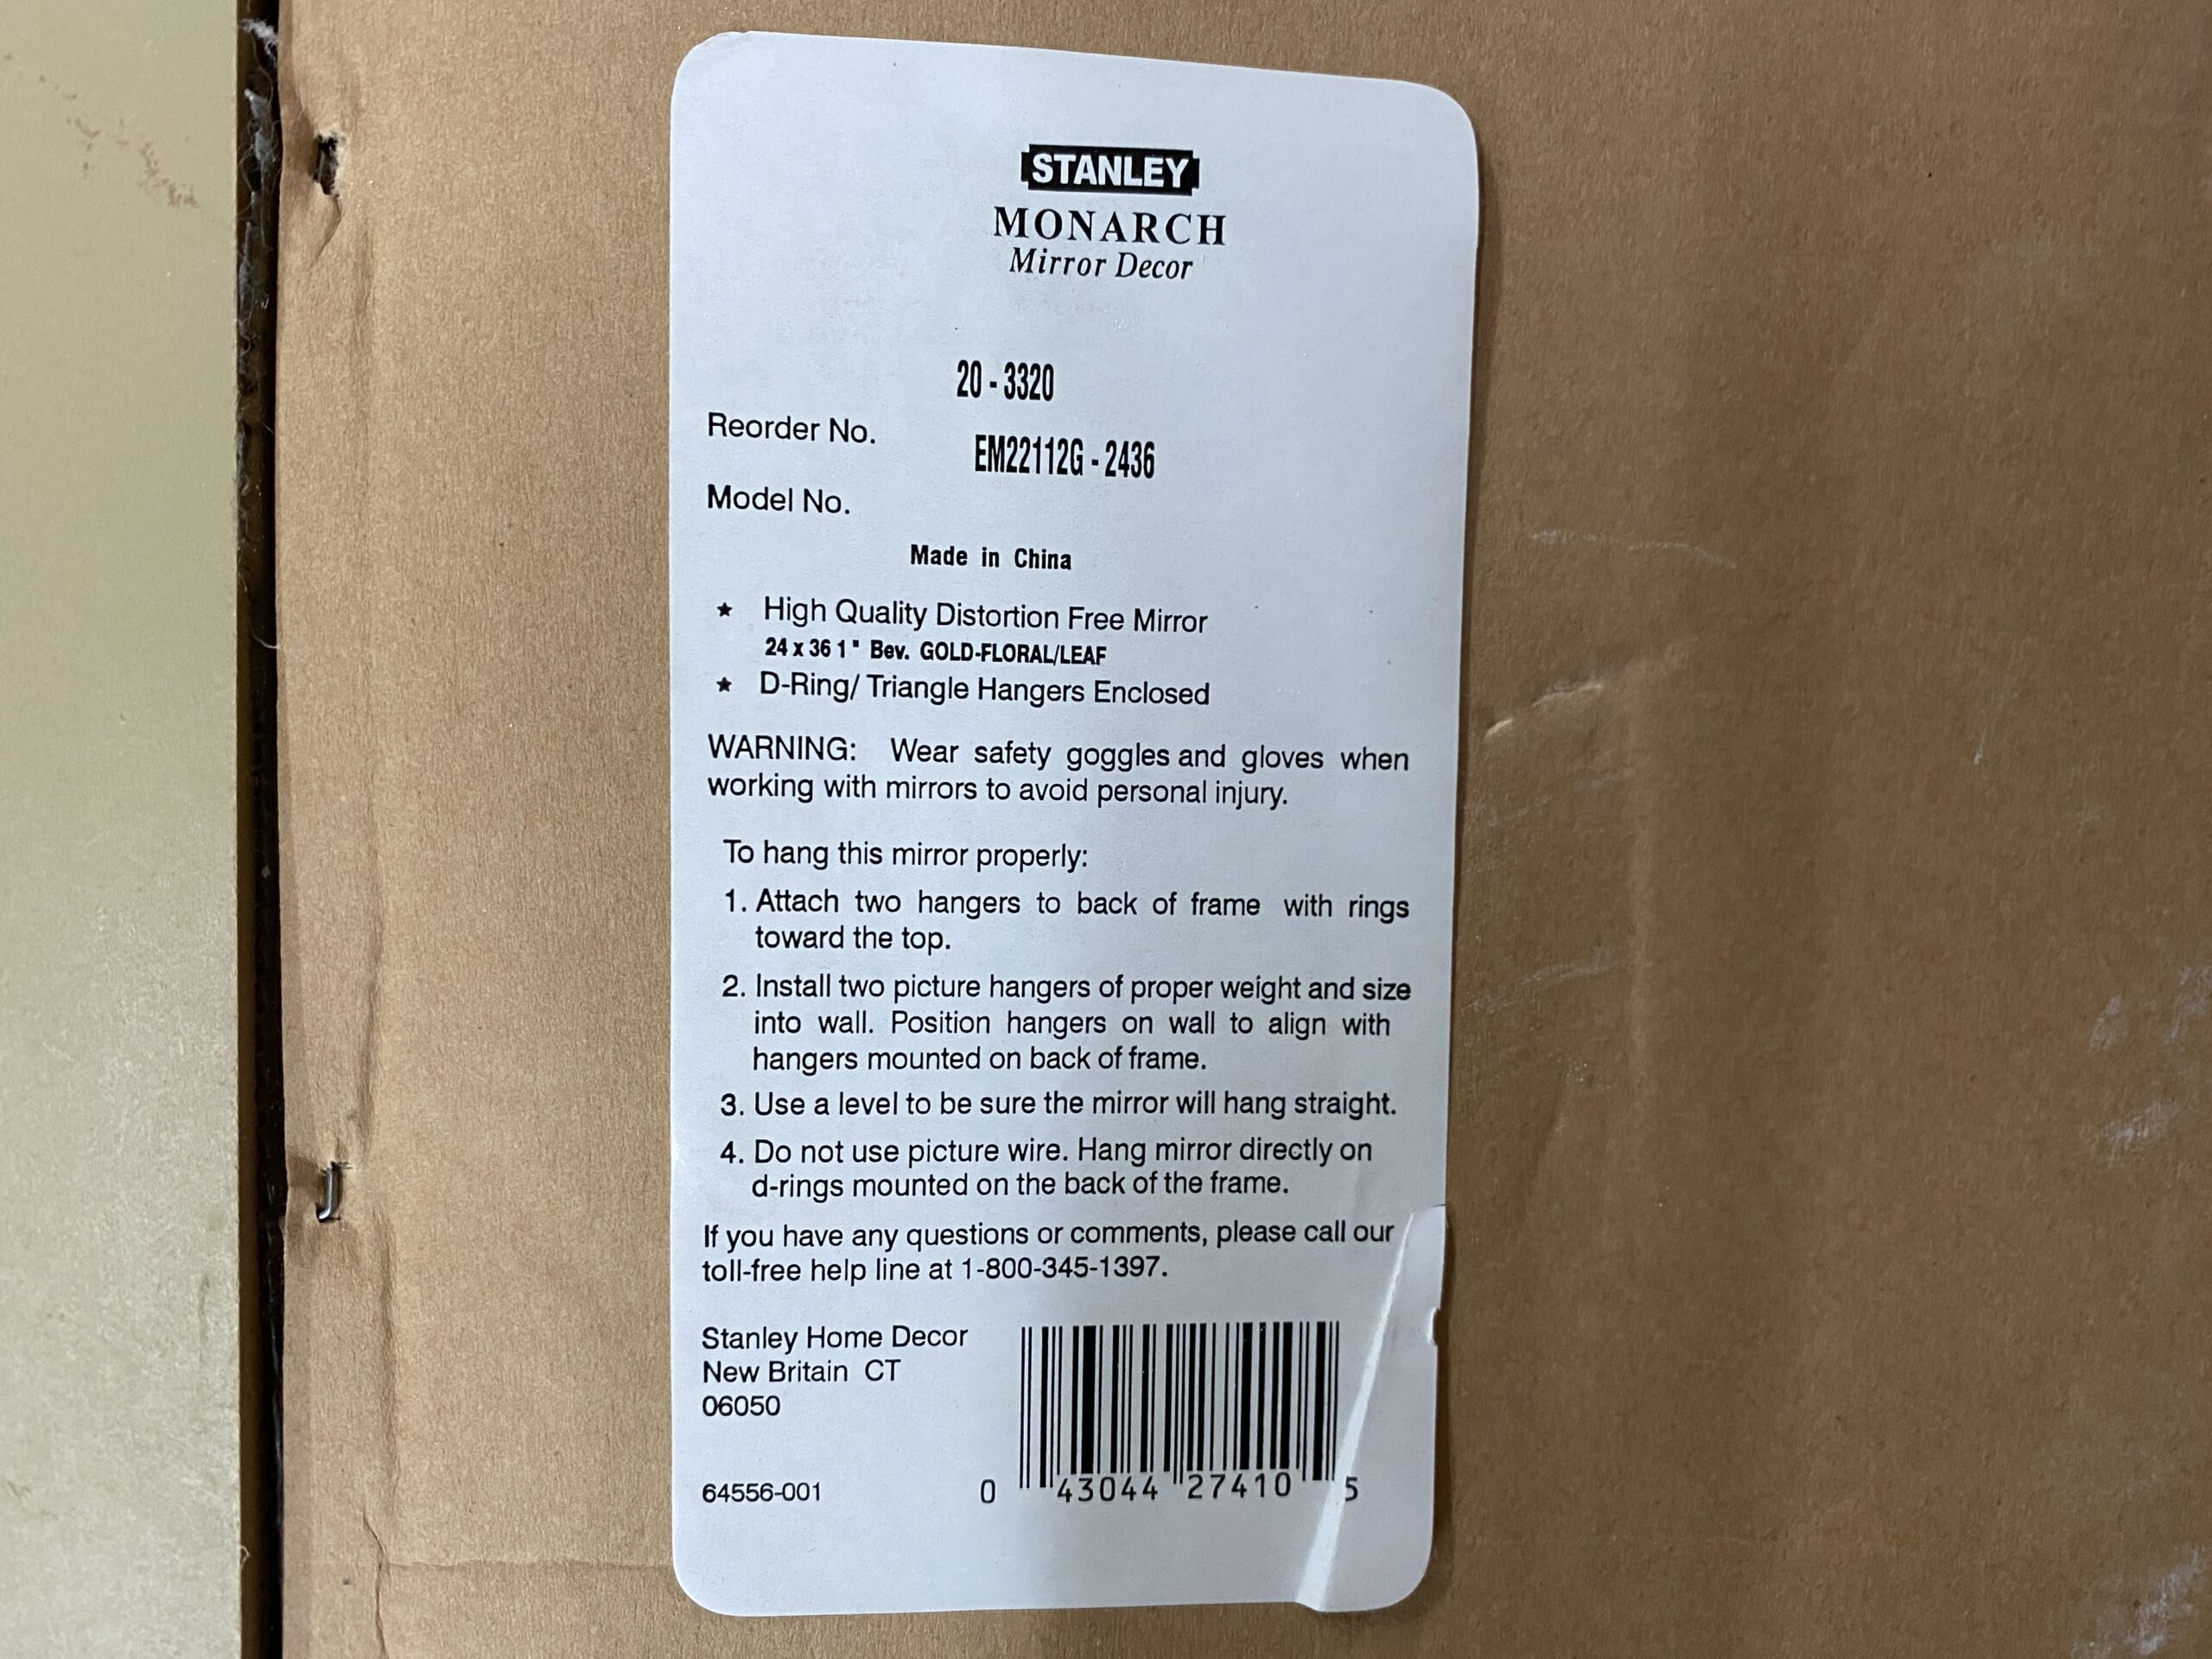 STANLEY
MONARCH
Mirror Decor
20 - 3320
Reorder No.
EM22112G - 2436
Model No.
Made in China
★ High Quality Distortion Free Mirror
24 x 36 1" Bev. GOLD-FLORAL/LEAF
★ D-Ring/ Triangle Hangers Enclosed
WARNING: Wear safety goggles and gloves when
working with mirrors to avoid personal injury.
To hang this mirror properly:
1. Attach two hangers to back of frame with rings
toward the top.
2. Install two picture hangers of proper weight and size
into wall. Position hangers on wall to align with
hangers mounted on back of frame.
3. Use a level to be sure the mirror will hang straight.
4. Do not use picture wire. Hang mirror directly on
d-rings mounted on the back of the frame.
If you have any questions or comments, please call our
toll-free help line at 1-800-345-1397.
Stanley Home Decor
New Britain CT
06050
64556-001
0 43044 27410 5